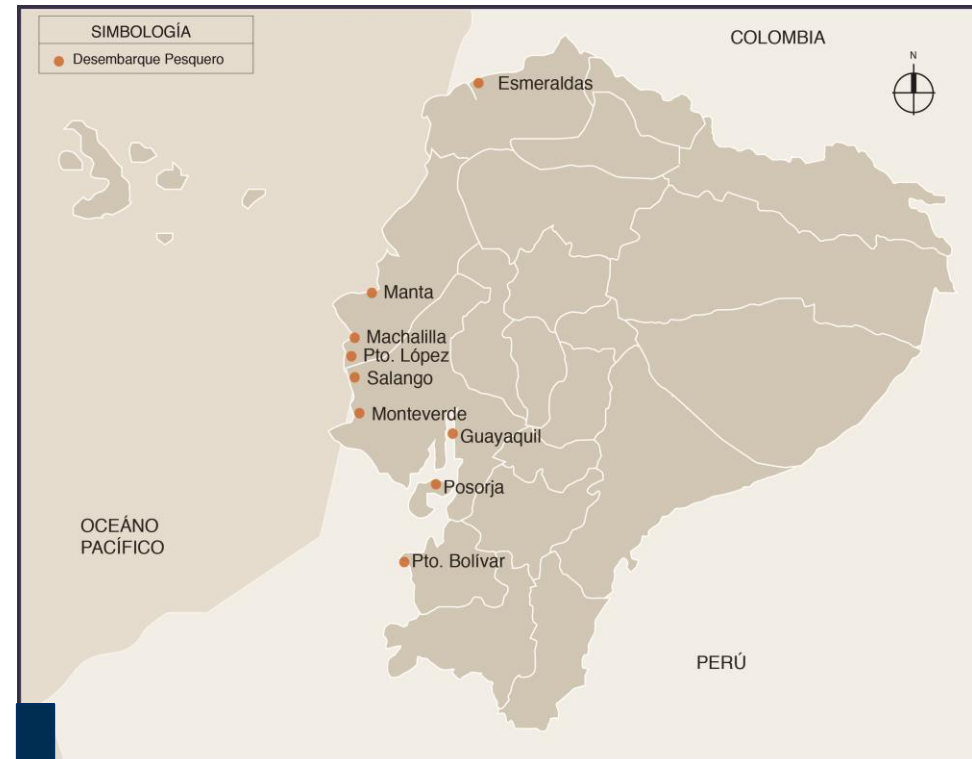 SIMBOLOGÍA
Desembarque Pesquero
COLOMBIA
N
Esmeraldas
Manta
Machalilla
Pto. López
Salango
Monteverde
Guayaquil
Posorja
OCEÁNO
PACÍFICO
Pto. Bolívar
PERÚ